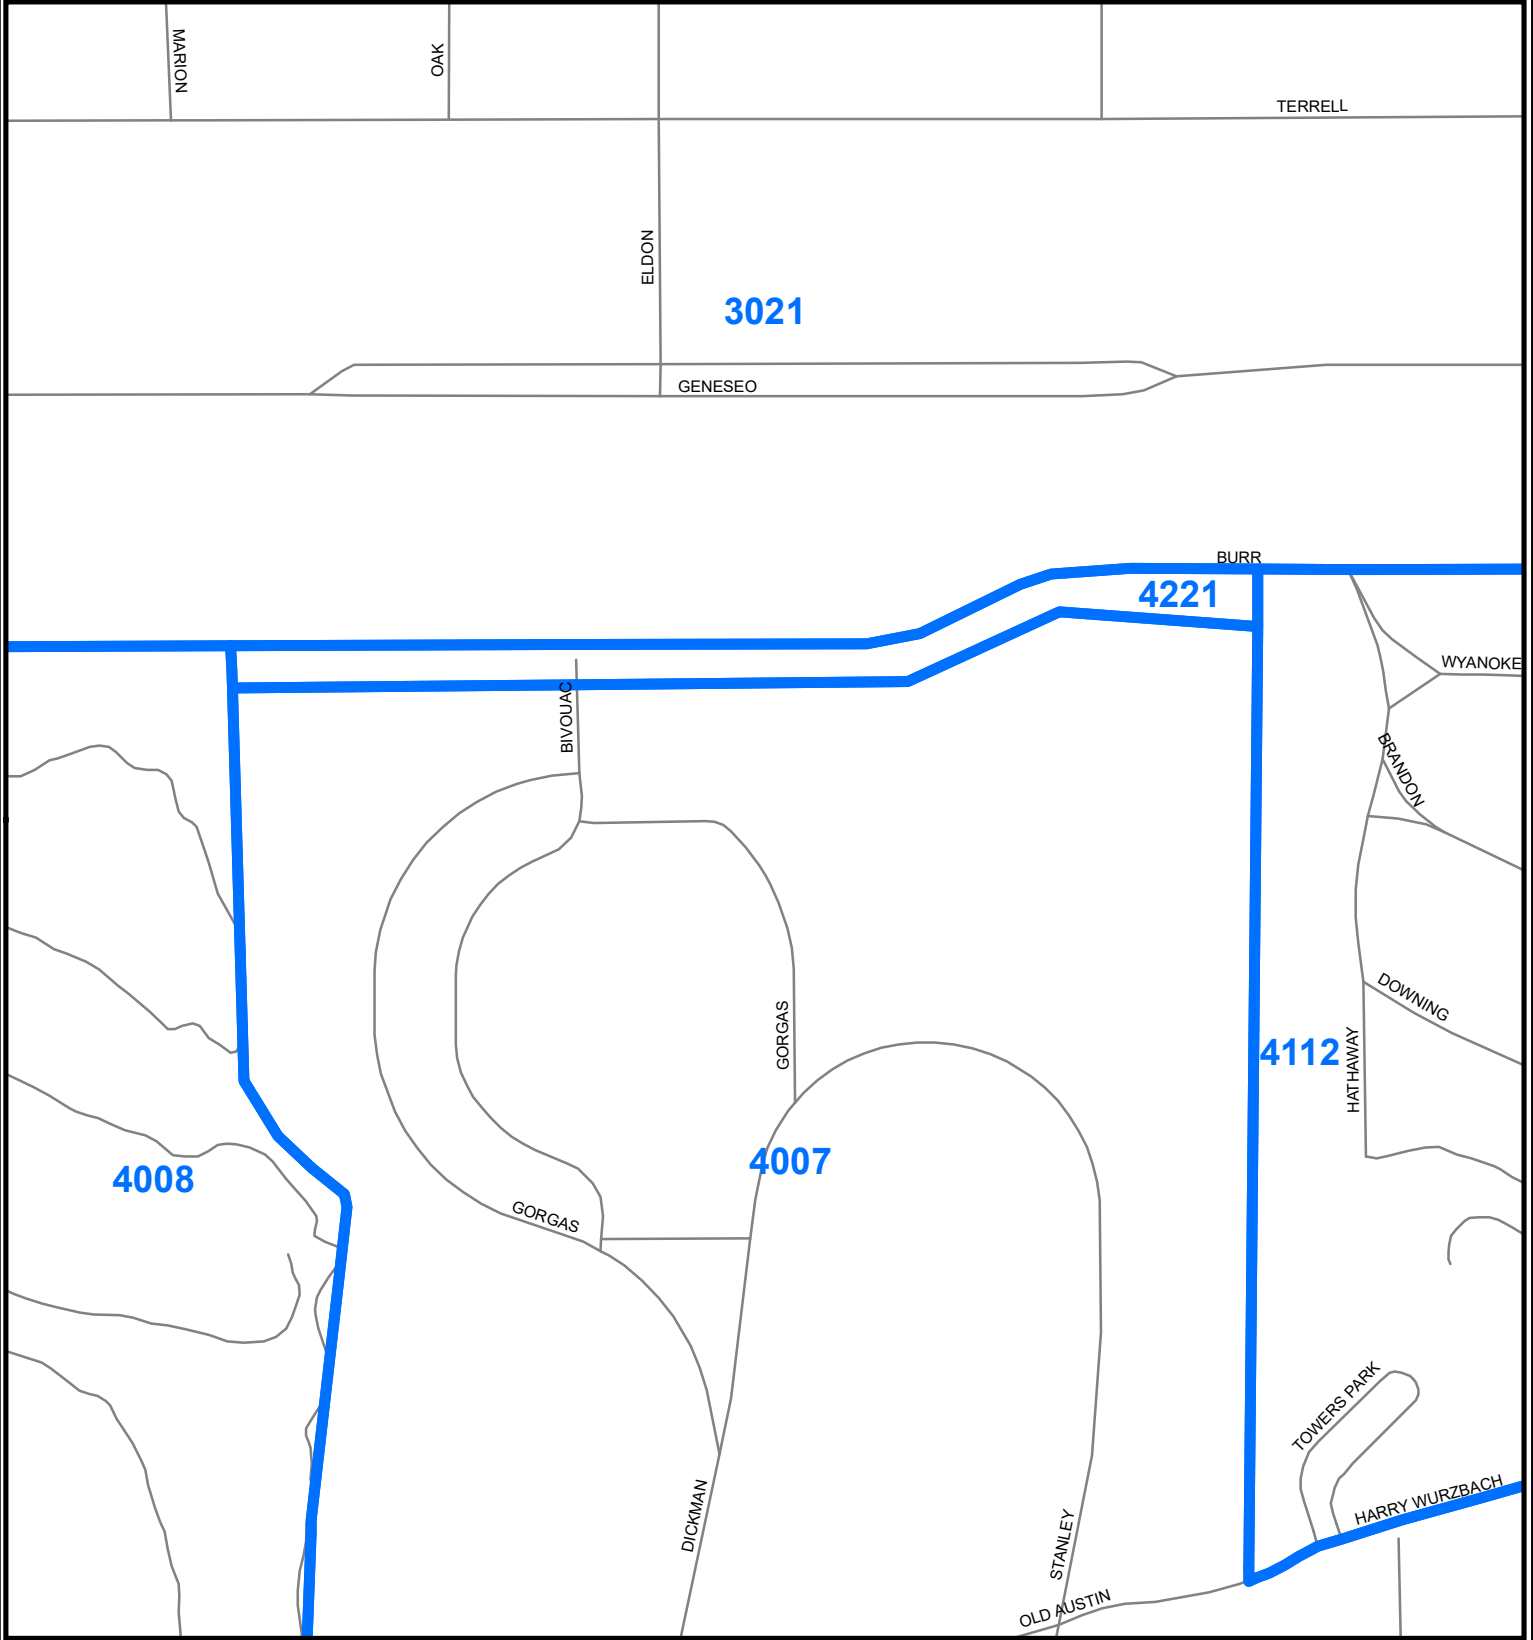 MARION
OAK
TERRELL
ELDON
3021
GENESEO
BURR
4221
WYANOKE
BIVOUAC
BRANDON
DOWNING
GORGAS
4112
HATHAWAY
4007
4008
GORGAS
TOWERS PARK
HARRY WURZBACH
DICKMAN
STANLEY
OLD AUSTIN